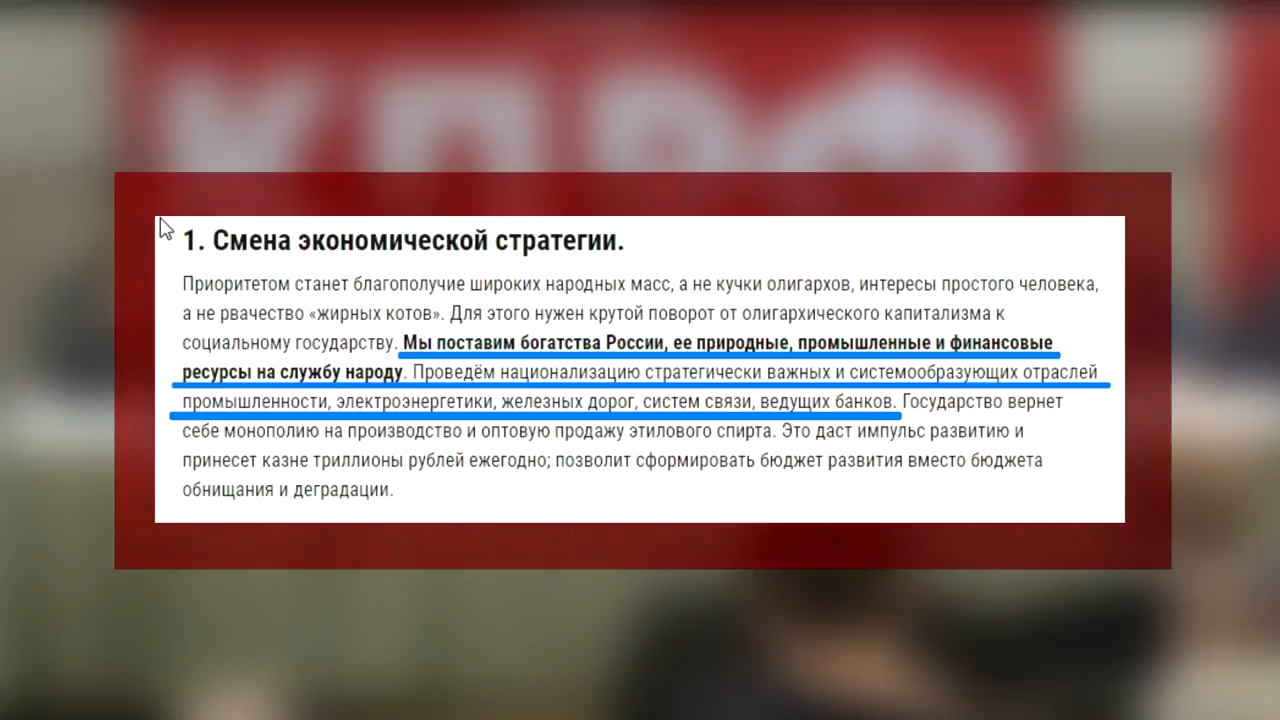 КПРФ
1. Смена экономической стратегии.
Приоритетом станет благополучие широких народных масс, а не кучки олигархов, интересы простого человека,
а не рвачество «жирных котов». Для этого нужен крутой поворот от олигархического капитализма к
социальному государству. Мы поставим богатства России, ее природные, промышленные и финансовые
ресурсы на службу народу. Проведём национализацию стратегически важных и системообразующих отраслей
промышленности, электроэнергетики, железных дорог, систем связи, ведущих банков. Государство вернет
себе монополию на производство и оптовую продажу этилового спирта. Это даст импульс развитию и
принесет казне триллионы рублей ежегодно; позволит сформировать бюджет развития вместо бюджета
обнищания и деградации.